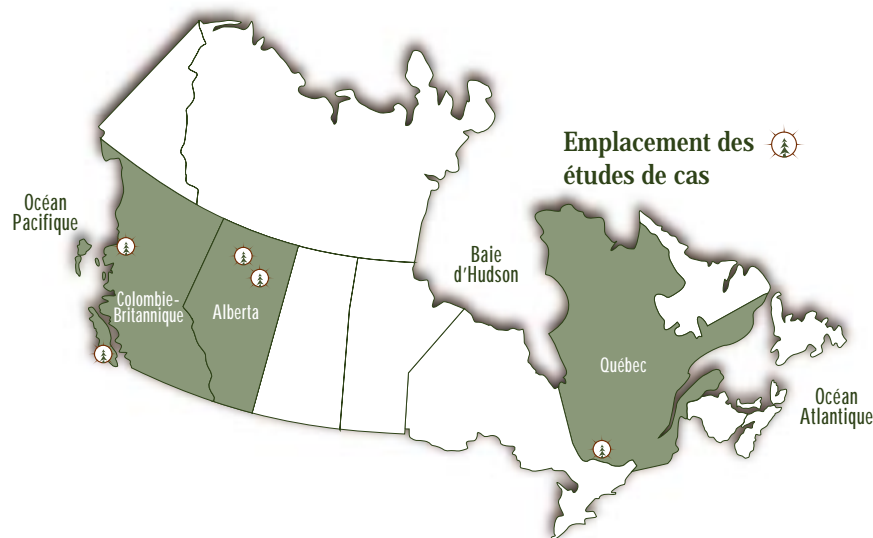 Emplacement des
études de cas
Océan
Pacifique
Baie
d'Hudson
Colombie-
Britannique
Alberta
Québec
Océan
Atlantique